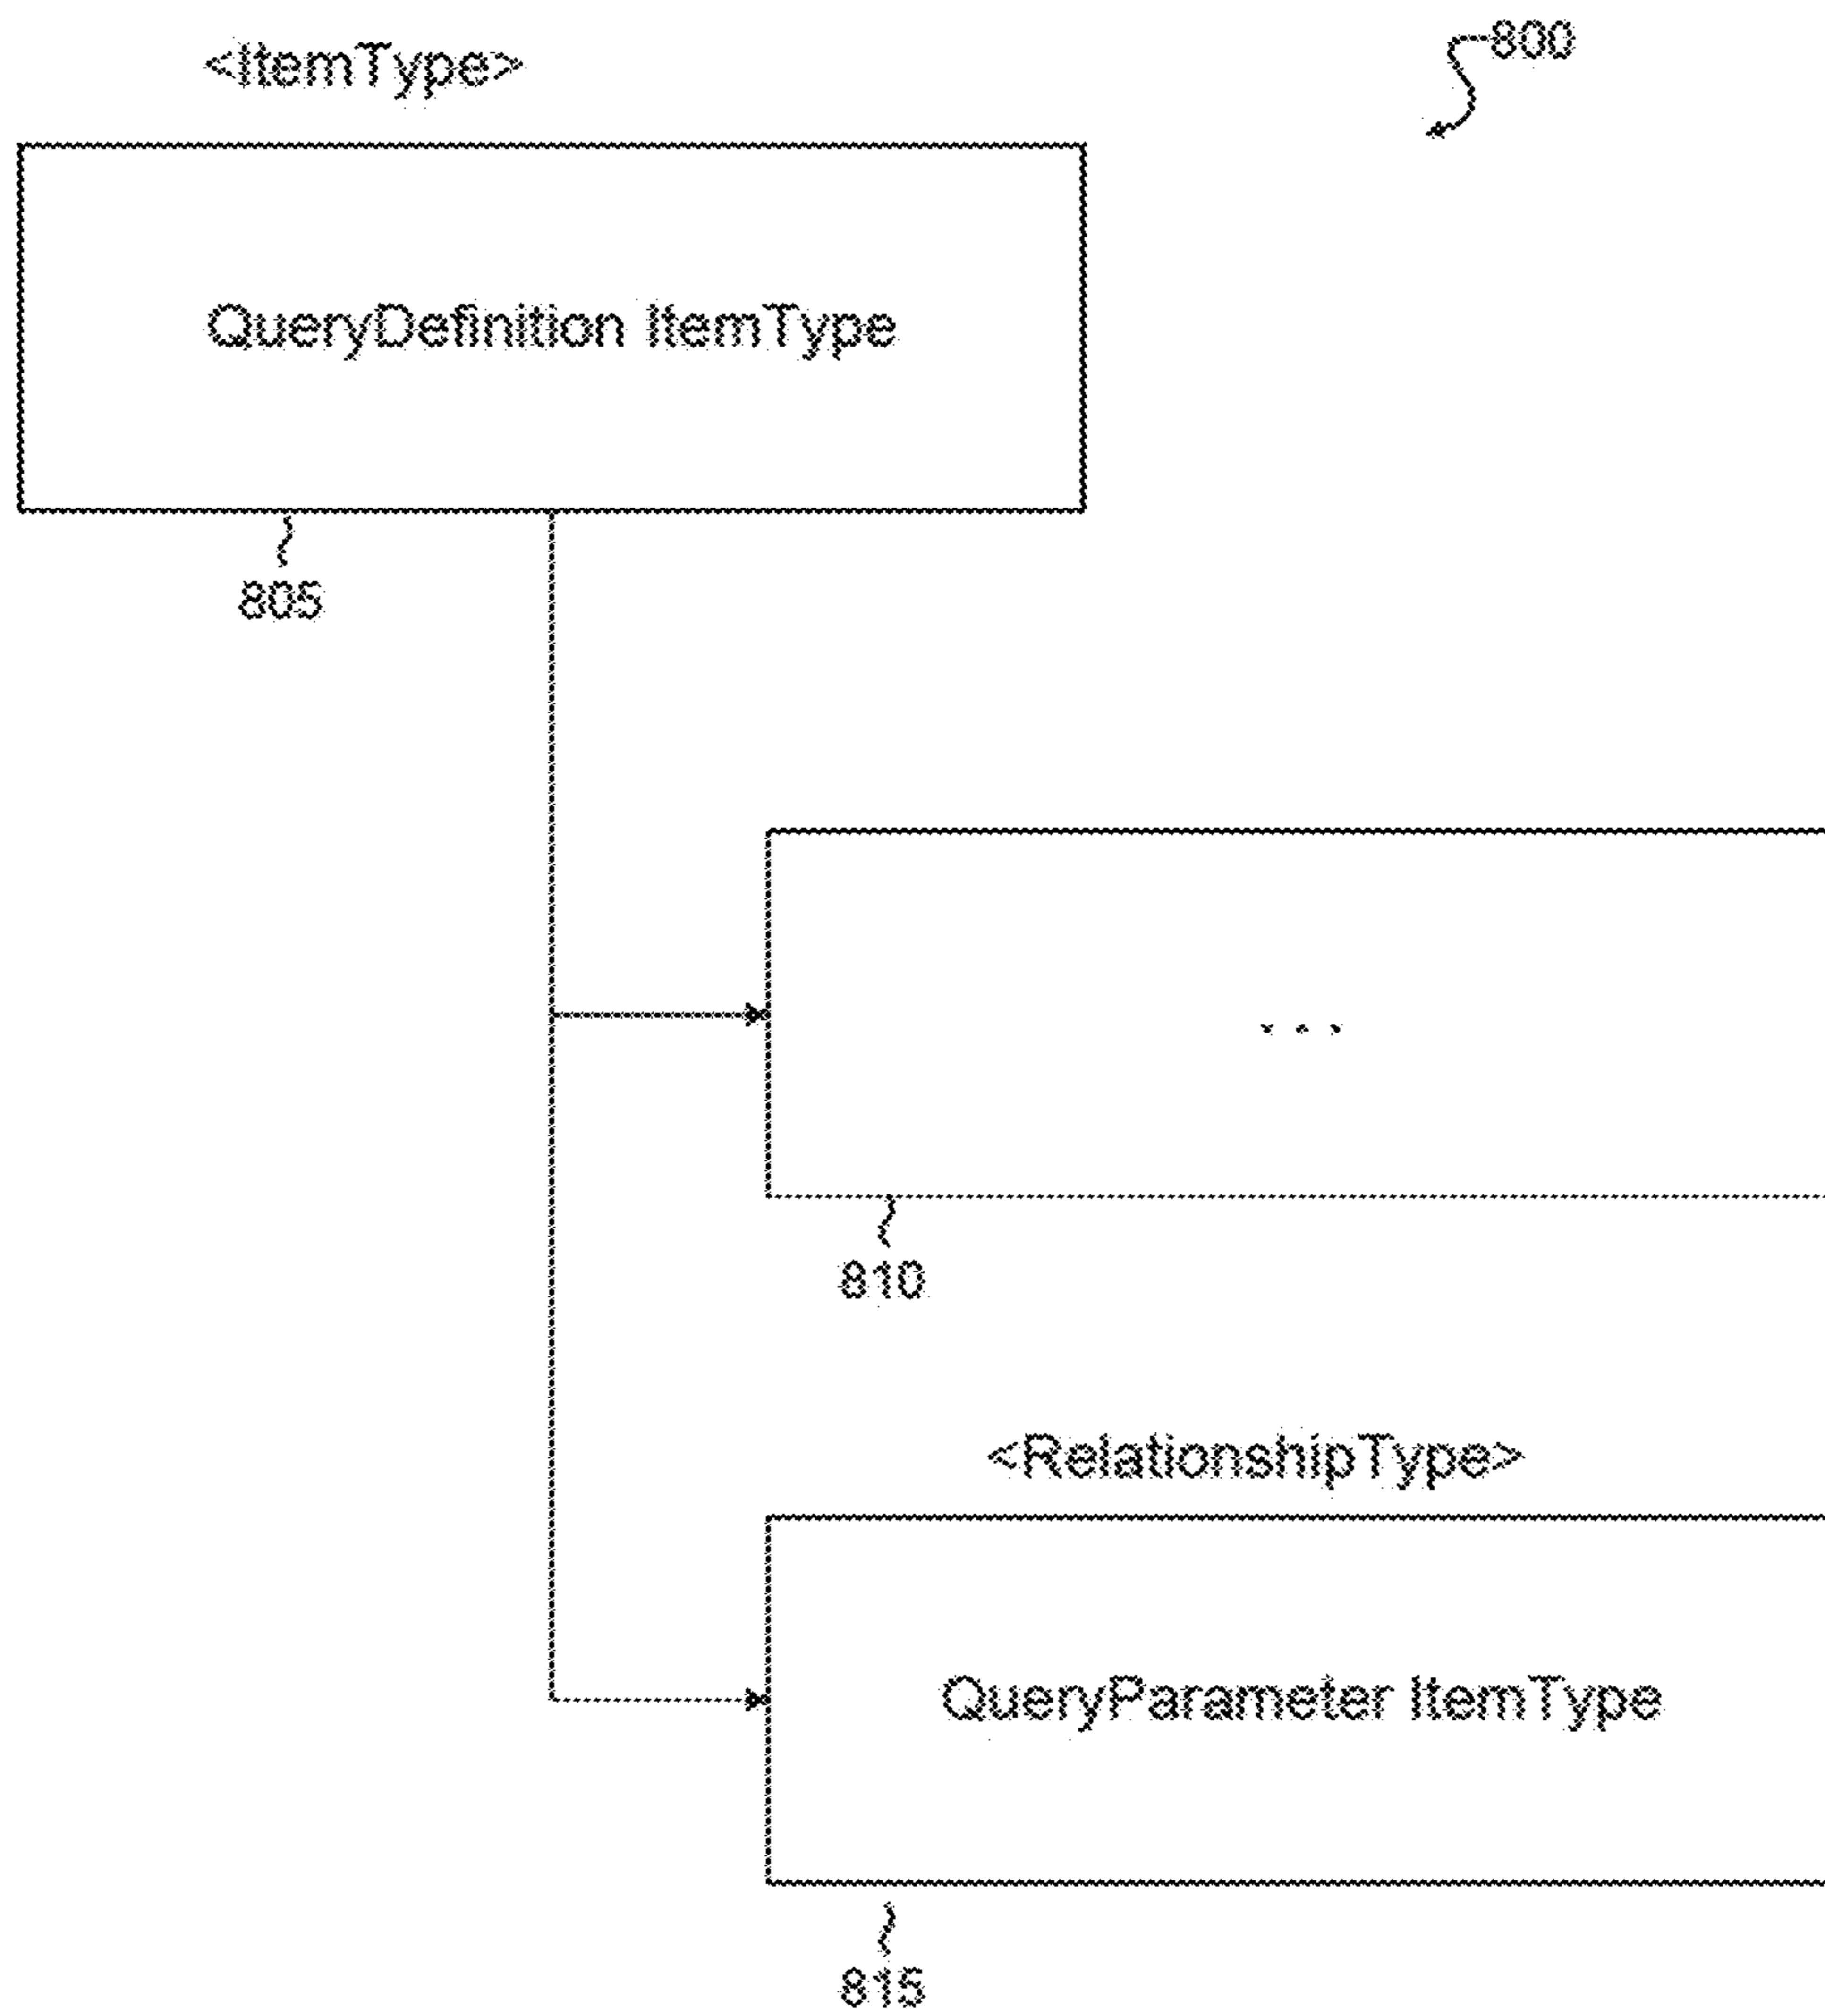 <ItemType>
800
QueryDefinition ItemType
805
...
810
<RelationshipType>
QueryParameter ItemType
815